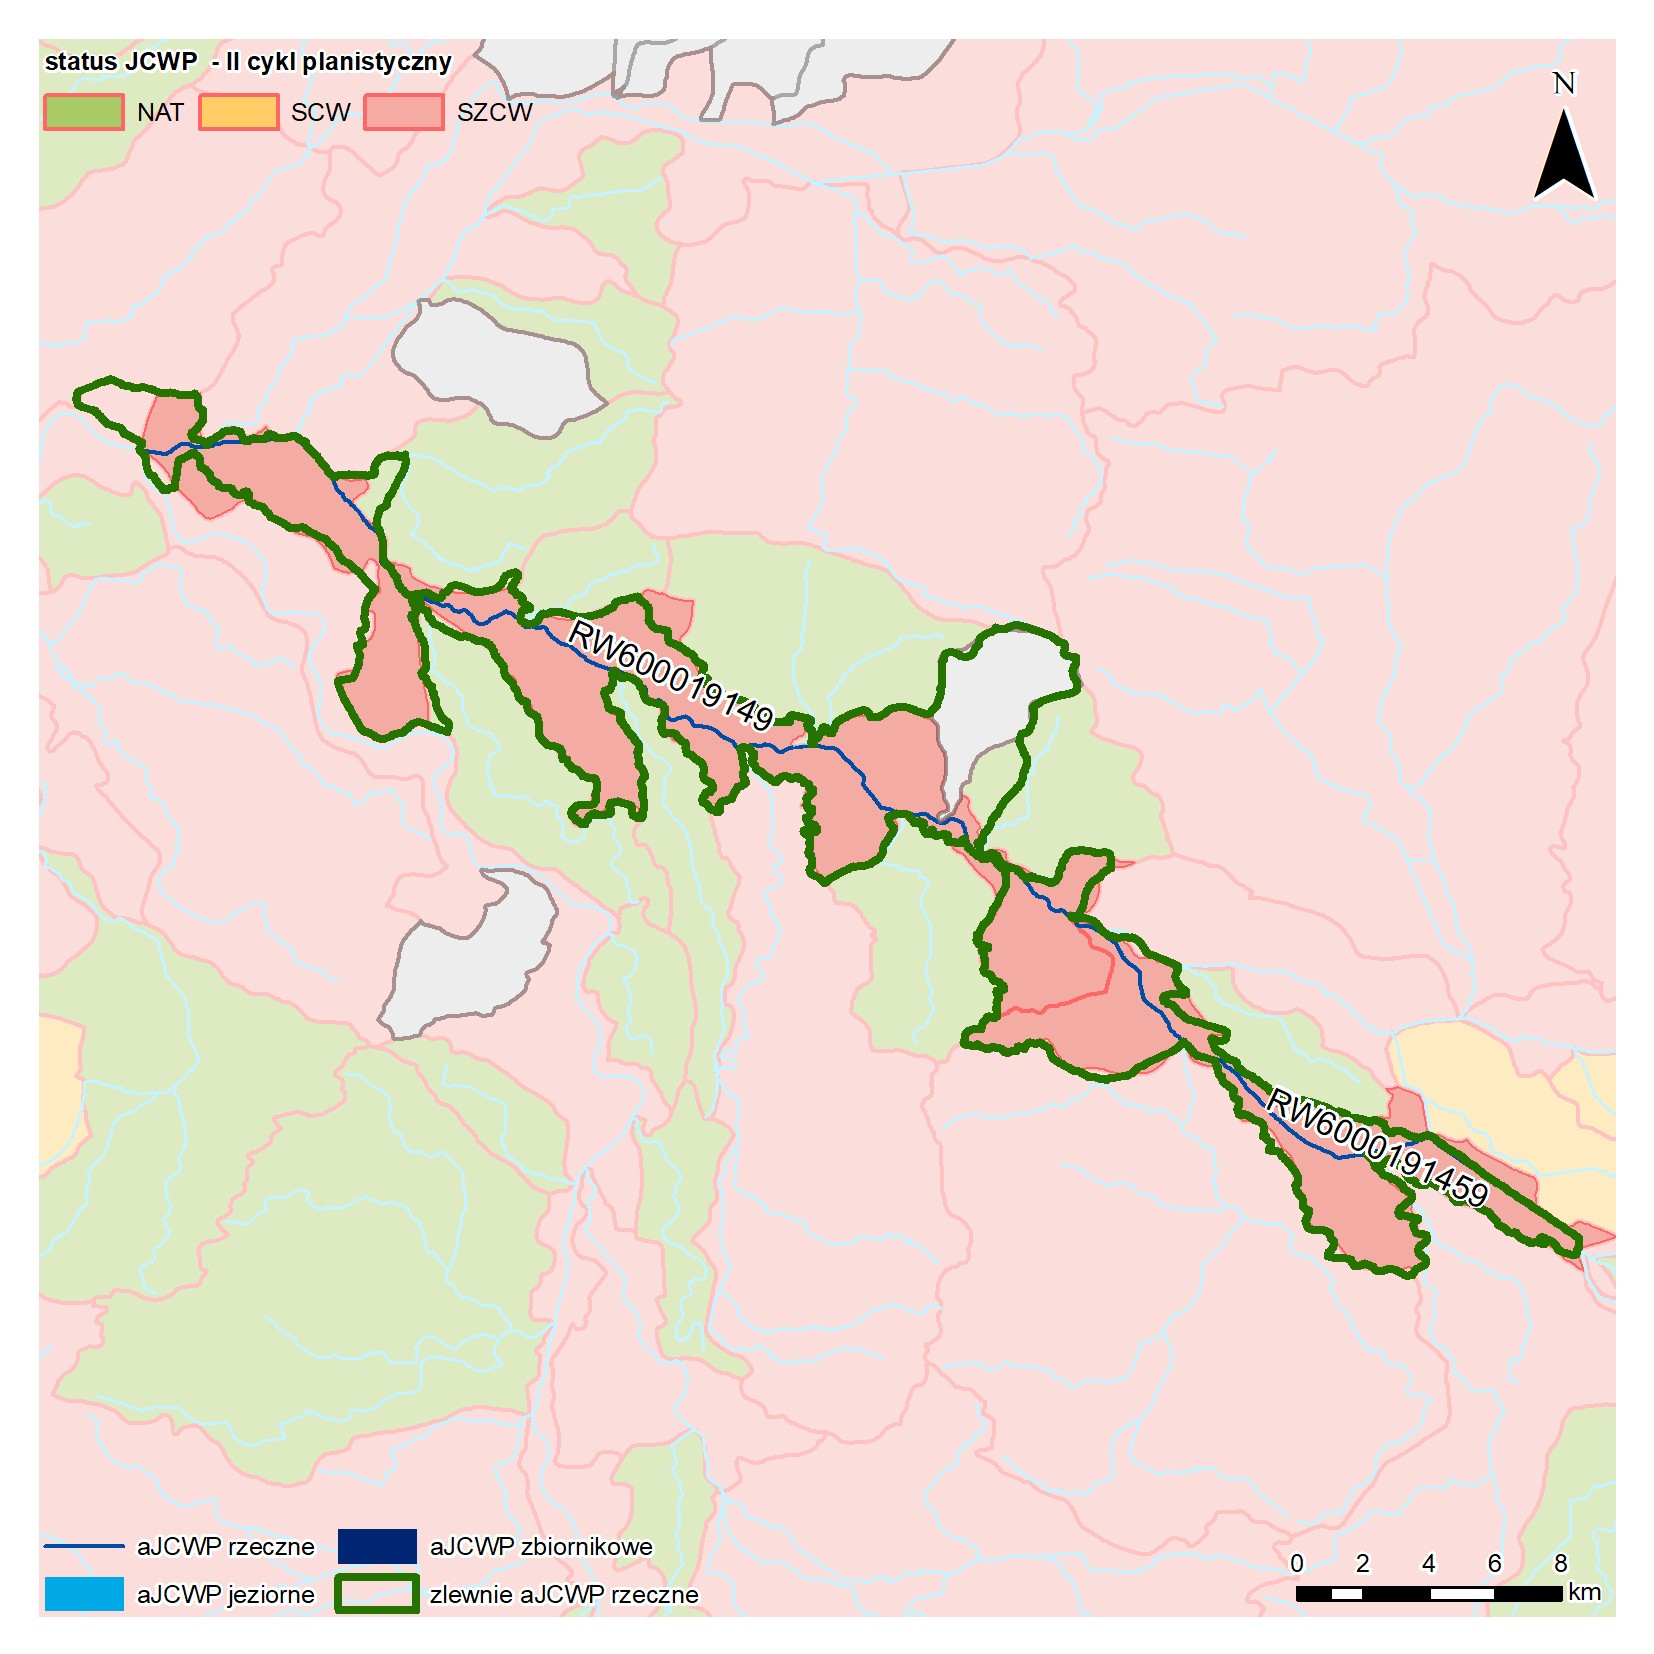 status JCWP - II cykl planistyczny
NAT SCW SZCW
N
RW600019149
RW6000191459
aJCWP rzeczne aJCWP zbiornikowe
aJCWP jeziorne zlewnie aJCWP rzeczne
0 2 4 6 8
km